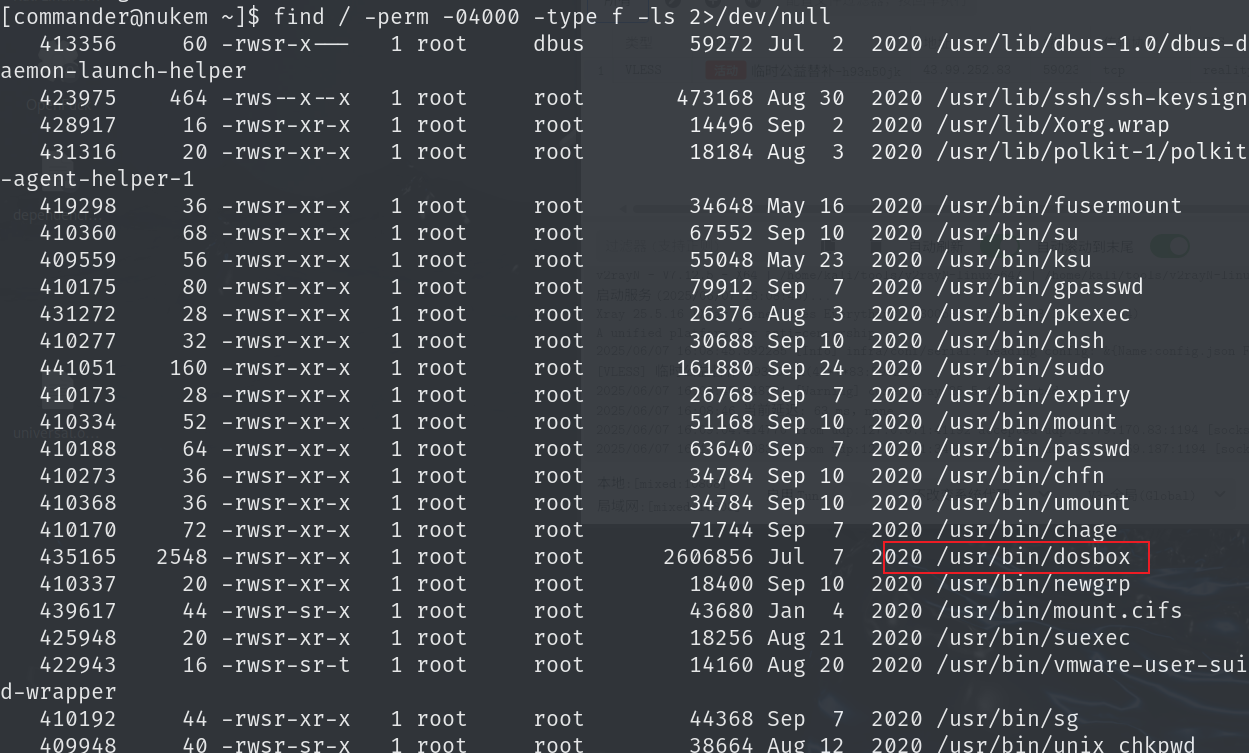 [commander@nukem ~]$ find / -perm -04000 -type f -ls 2>/dev/null
413356 60 -rwsr-x--- 1 root dbus 59272 Jul 2 2020 /usr/lib/dbus-1.0/dbus-d
aemon-launch-helper
423975 464 -rws--x--x 1 root root 473168 Aug 30 2020 /usr/lib/ssh/ssh-keysign
428917 16 -rwsr-xr-x 1 root root 14496 Sep 2 2020 /usr/lib/Xorg.wrap
431316 20 -rwsr-xr-x 1 root root 18184 Aug 3 2020 /usr/lib/polkit-1/polkit
-agent-helper-1
419298 36 -rwsr-xr-x 1 root root 34648 May 16 2020 /usr/bin/fusermount
410360 68 -rwsr-xr-x 1 root root 67552 Sep 10 2020 /usr/bin/su
409559 56 -rwsr-xr-x 1 root root 55048 May 23 2020 /usr/bin/ksu
410175 80 -rwsr-xr-x 1 root root 79912 Sep 7 2020 /usr/bin/gpasswd
431272 28 -rwsr-xr-x 1 root root 26376 Aug 3 2020 /usr/bin/pkexec
410277 32 -rwsr-xr-x 1 root root 30688 Sep 10 2020 /usr/bin/chsh
441051 160 -rwsr-xr-x 1 root root 161880 Sep 24 2020 /usr/bin/sudo
410173 28 -rwsr-xr-x 1 root root 26768 Sep 7 2020 /usr/bin/expiry
410334 52 -rwsr-xr-x 1 root root 51168 Sep 10 2020 /usr/bin/mount
410188 64 -rwsr-xr-x 1 root root 63640 Sep 7 2020 /usr/bin/passwd
410273 36 -rwsr-xr-x 1 root root 34784 Sep 10 2020 /usr/bin/chfn
410368 36 -rwsr-xr-x 1 root root 34784 Sep 10 2020 /usr/bin/umount
410170 72 -rwsr-xr-x 1 root root 71744 Sep 7 2020 /usr/bin/chage
435165 2548 -rwsr-xr-x 1 root root 2606856 Jul 7 2020 /usr/bin/dosbox
410337 20 -rwsr-xr-x 1 root root 18400 Sep 10 2020 /usr/bin/newgrp
439617 44 -rwsr-sr-x 1 root root 43680 Jan 4 2020 /usr/bin/mount.cifs
425948 20 -rwsr-xr-x 1 root root 18256 Aug 21 2020 /usr/bin/suexec
422943 16 -rwsr-sr-t 1 root root 14160 Aug 20 2020 /usr/bin/vmware-user-sui
d-wrapper
410192 44 -rwsr-xr-x 1 root root 44368 Sep 7 2020 /usr/bin/sg
409948 40 -rwsr-sr-x 1 root root 38664 Aug 12 2020 /usr/bin/unix_chkpwd